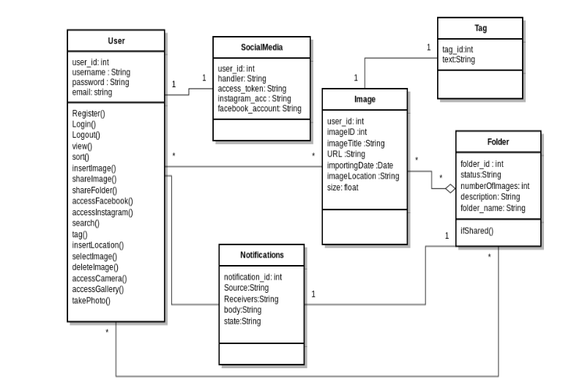 User
user_id: int
username : String
password : String
email: string
Register()
Login()
Logout()
view()
sort()
insertImage()
shareImage()
shareFolder()
accessFacebook()
accessInstagram()
search()
tag()
insertLocation()
selectImage()
deleteImage()
accessCamera()
accessGallery()
takePhoto()
SocialMedia
user_id: int
handler: String
access_token: String
instagram_acc : String
facebook_account: String
Tag
tag_id:int
text:String
Image
user_id: int
imageID :int
imageTitle :String
URL :String
importingDate :Date
imageLocation :String
size: float
Folder
folder_id : int
status:String
numberOfImages: int
description: String
folder_name: String
ifShared()
Notifications
notification_id: int
Source:String
Receivers:String
body:String
state:String
1
1
1
1
*
*
*
*
1
1
*
*